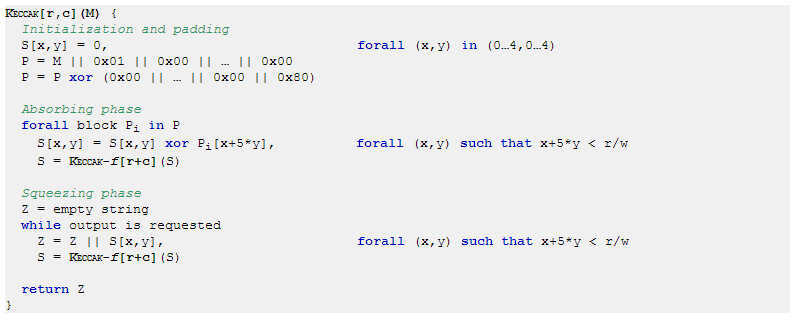 KECCAK[r,c](M) {
Initialization and padding
S[x,y] = 0, forall (x,y) in (0…4,0…4)
P = M || 0x01 || 0x00 || … || 0x00
P = P xor (0x00 || … || 0x00 || 0x80)
Absorbing phase
forall block Pi in P
S[x,y] = S[x,y] xor Pi[x+5*y], forall (x,y) such that x+5*y < r/w
S = KECCAK-f[r+c](S)
Squeezing phase
Z = empty string
while output is requested
Z = Z || S[x,y], forall (x,y) such that x+5*y < r/w
S = KECCAK-f[r+c](S)
return Z
}